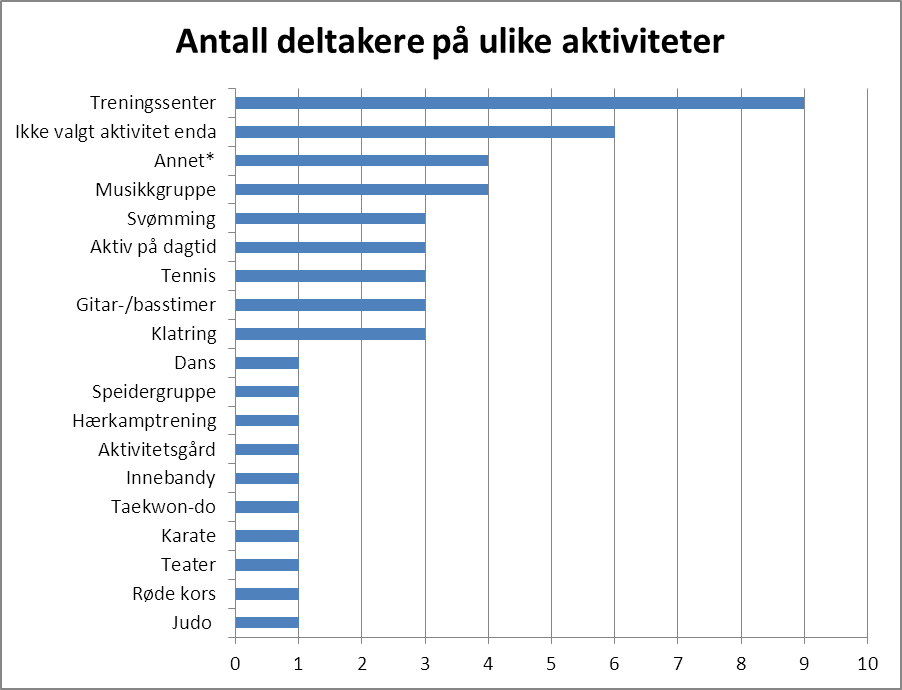 Antall deltakere på ulike aktiviteter
Treningssenter
Ikke valgt aktivitet enda
Annet*
Musikkgruppe
Svømming
Aktiv på dagtid
Tennis
Gitar-/basstimer
Klatring
Dans
Speidergruppe
Hærkamptrening
Aktivitetsgård
Innebandy
Taekwon-do
Karate
Teater
Røde kors
Judo
0 1 2 3 4 5 6 7 8 9 10